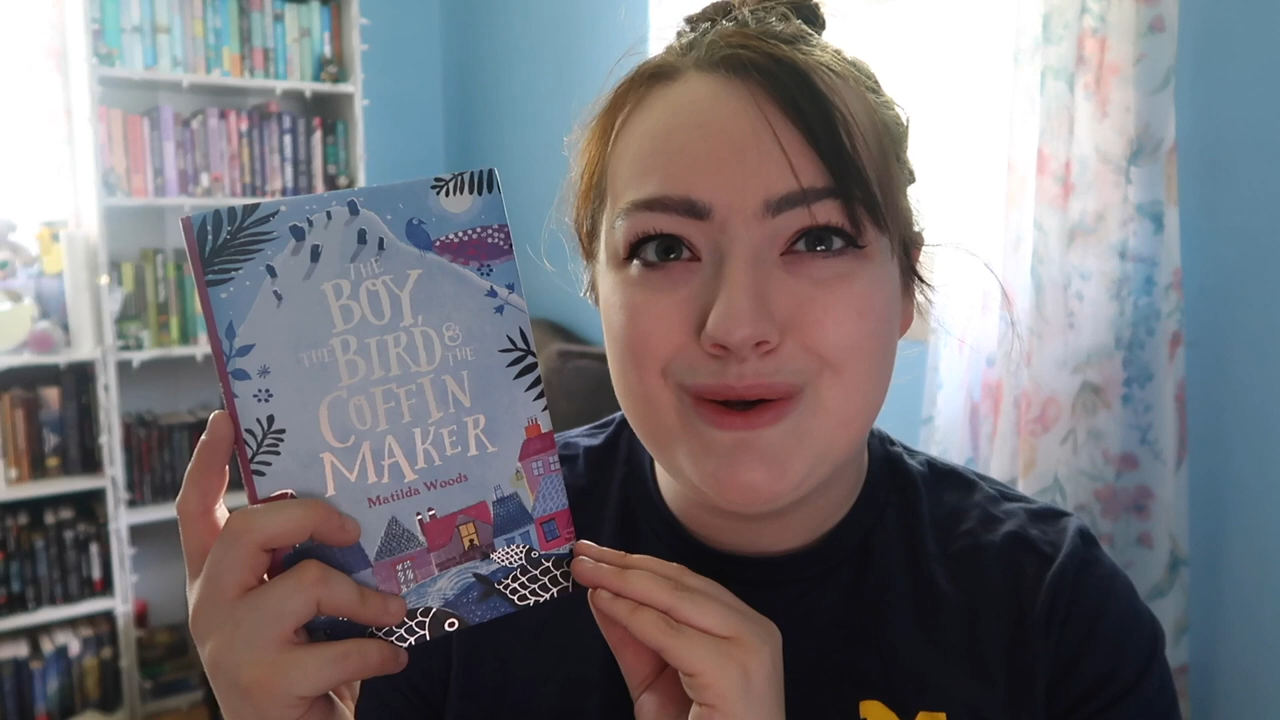 THE
BOY,
THE BIRD & THE
COFFIN
MAKER
Matilda Woods
M